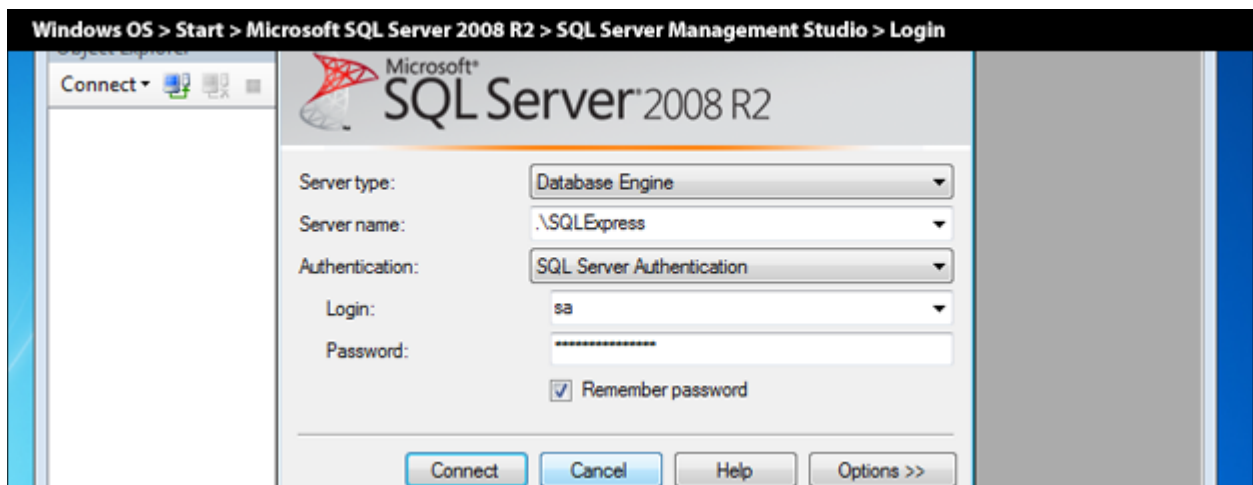 Windows OS > Start > Microsoft SQL Server 2008 R2 > SQL Server Management Studio > Login
Object Explorer
Connect
Microsoft®
SQL Server® 2008 R2
Server type: Database Engine
Server name: .\SQLExpress
Authentication: SQL Server Authentication
Login: sa
Password: ***************
Remember password
Connect Cancel Help Options >>